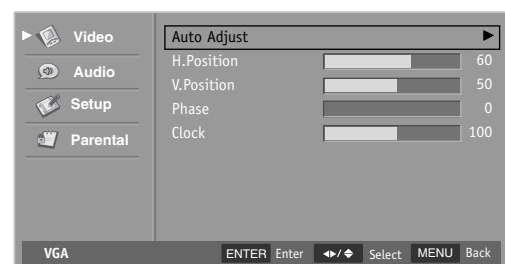 Video
Audio
Setup
Parental
Auto Adjust
H.Position 60
V.Position 50
Phase 0
Clock 100
VGA ENTER Enter ◂▸/ Select MENU Back